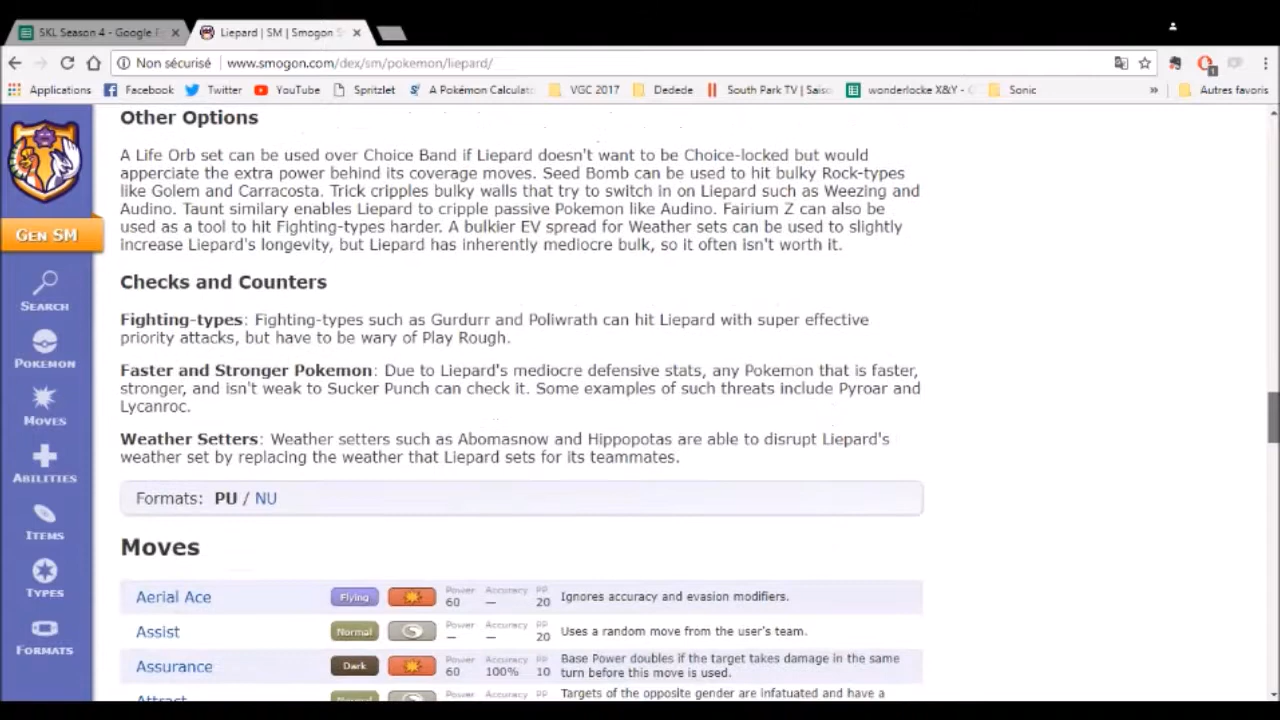 SKL Season 4 - Google
Liepard | SM | Smogon
Non sécurisé www.smogon.com/dex/sm/pokemon/liepard/
Applications Facebook Twitter YouTube Spritzlet A Pokémon Calculat VGC 2017 Dedede South Park TV | Saiso wonderlocke X&Y - Sonic » Autres favoris
GEN SM
SEARCH
POKEMON
MOVES
ABILITIES
ITEMS
TYPES
FORMATS
Other Options
A Life Orb set can be used over Choice Band if Liepard doesn't want to be Choice-locked but would
apperciate the extra power behind its coverage moves. Seed Bomb can be used to hit bulky Rock-types
like Golem and Carracosta. Trick cripples bulky walls that try to switch in on Liepard such as Weezing and
Audino. Taunt similary enables Liepard to cripple passive Pokemon like Audino. Fairium Z can also be
used as a tool to hit Fighting-types harder. A bulkier EV spread for Weather sets can be used to slightly
increase Liepard's longevity, but Liepard has inherently mediocre bulk, so it often isn't worth it.
Checks and Counters
Fighting-types: Fighting-types such as Gurdurr and Poliwrath can hit Liepard with super effective
priority attacks, but have to be wary of Play Rough.
Faster and Stronger Pokemon: Due to Liepard's mediocre defensive stats, any Pokemon that is faster,
stronger, and isn't weak to Sucker Punch can check it. Some examples of such threats include Pyroar and
Lycanroc.
Weather Setters: Weather setters such as Abomasnow and Hippopotas are able to disrupt Liepard's
weather set by replacing the weather that Liepard sets for its teammates.
Formats: PU / NU
Moves
Aerial Ace Flying Power 60 Accuracy — PP 20 Ignores accuracy and evasion modifiers.
Assist Normal Power — Accuracy — PP 20 Uses a random move from the user's team.
Assurance Dark Power 60 Accuracy 100% PP 10 Base Power doubles if the target takes damage in the same
turn before this move is used.
Attract Normal Power Accuracy PP Targets of the opposite gender are infatuated and have a